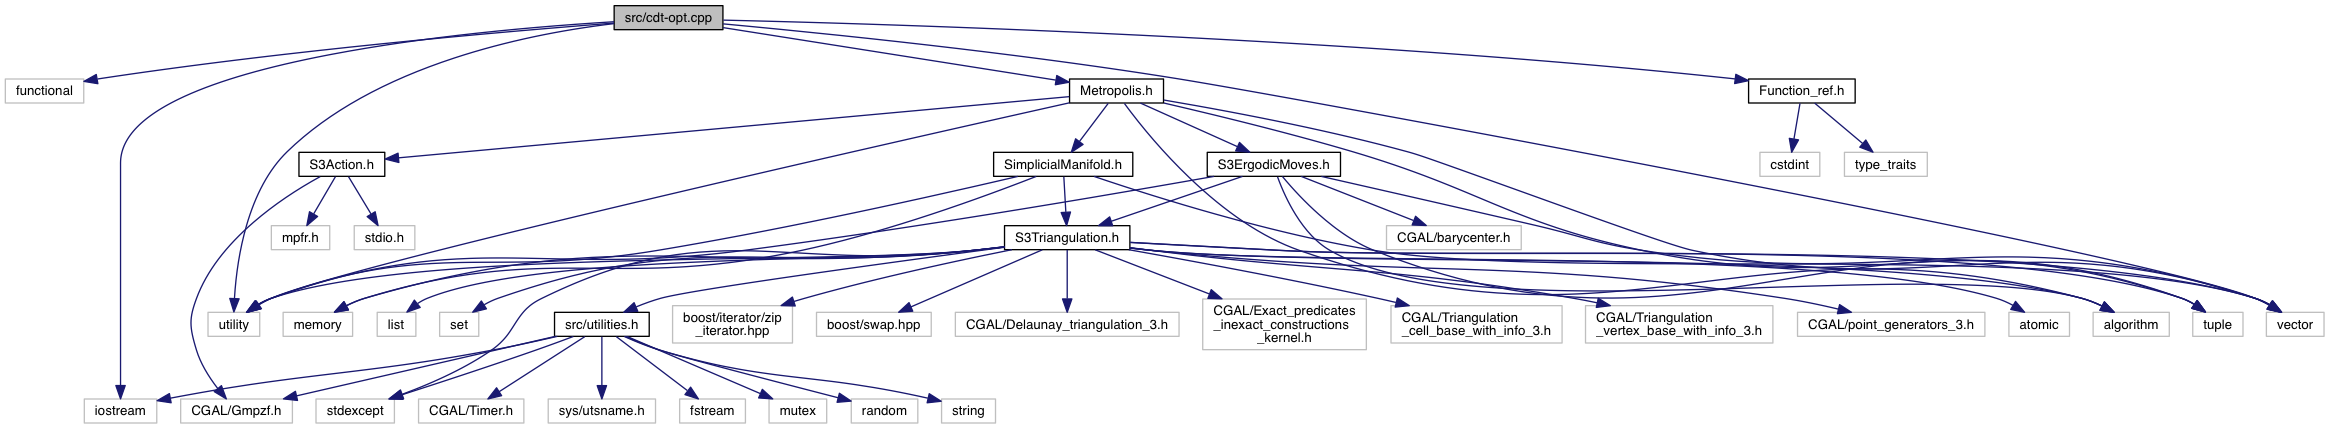 src/cdt-opt.cpp
functional
Metropolis.h
Function_ref.h
S3Action.h
SimplicialManifold.h
S3ErgodicMoves.h
cstdint
type_traits
mpfr.h
stdio.h
S3Triangulation.h
CGAL/barycenter.h
utility
memory
list
set
src/utilities.h
boost/iterator/zip
_iterator.hpp
boost/swap.hpp
CGAL/Delaunay_triangulation_3.h
CGAL/Exact_predicates
_inexact_constructions
_kernel.h
CGAL/Triangulation
_cell_base_with_info_3.h
CGAL/Triangulation
_vertex_base_with_info_3.h
CGAL/point_generators_3.h
atomic
algorithm
tuple
vector
iostream
CGAL/Gmpzf.h
stdexcept
CGAL/Timer.h
sys/utsname.h
fstream
mutex
random
string